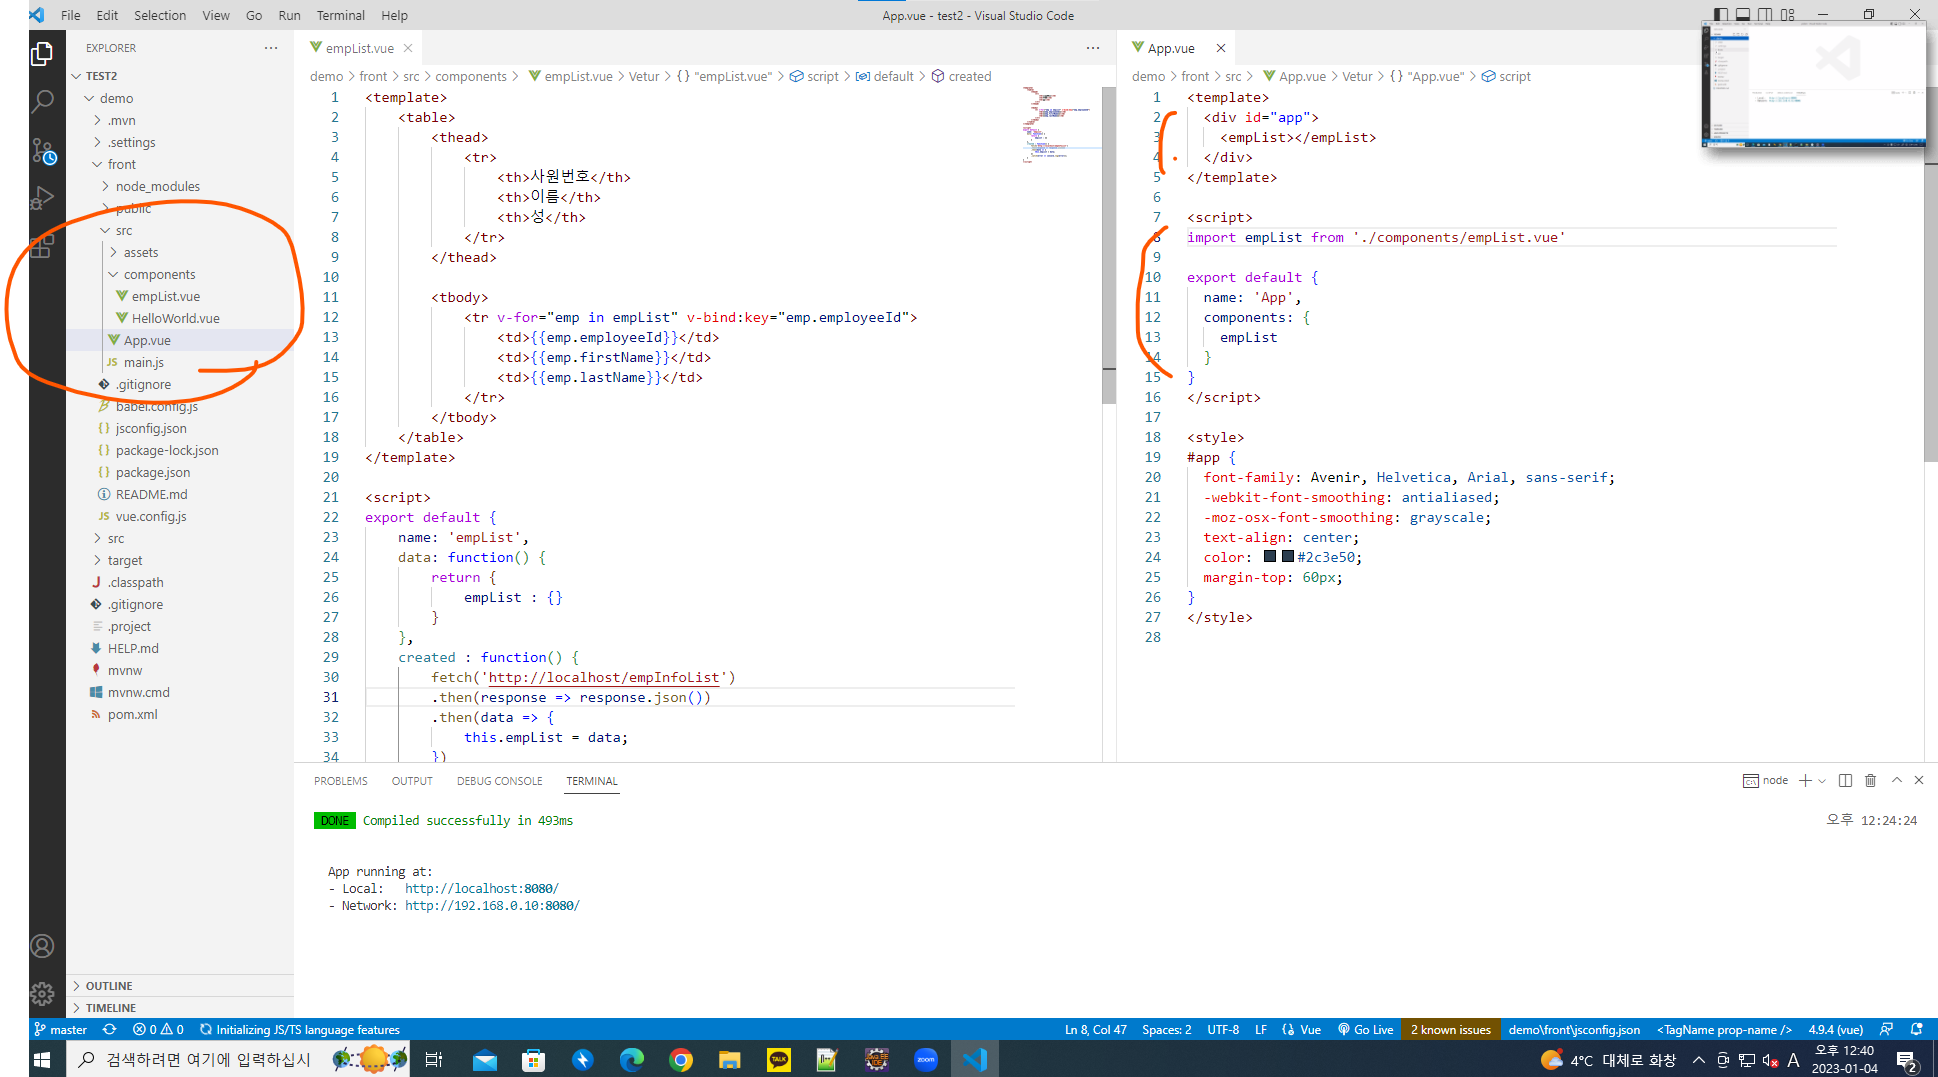 File Edit Selection View Go Run Terminal Help
App.vue - test2 - Visual Studio Code
EXPLORER
TEST2
demo
.mvn
.settings
front
node_modules
public
src
assets
components
empList.vue
HelloWorld.vue
App.vue
JS main.js
.gitignore
babel.config.js
{} jsconfig.json
{} package-lock.json
{} package.json
README.md
JS vue.config.js
src
target
J .classpath
.gitignore
.project
HELP.md
mvnw
mvnw.cmd
pom.xml
OUTLINE
TIMELINE
empList.vue
demo > front > src > components > empList.vue > Vetur > {} "empList.vue" > script > default > created
1 <template>
2 <table>
3 <thead>
4 <tr>
5 <th>사원번호</th>
6 <th>이름</th>
7 <th>성</th>
8 </tr>
9 </thead>
10
11 <tbody>
12 <tr v-for="emp in empList" v-bind:key="emp.employeeId">
13 <td>{{emp.employeeId}}</td>
14 <td>{{emp.firstName}}</td>
15 <td>{{emp.lastName}}</td>
16 </tr>
17 </tbody>
18 </table>
19 </template>
20
21 <script>
22 export default {
23 name: 'empList',
24 data: function() {
25 return {
26 empList : {}
27 }
28 },
29 created : function() {
30 fetch('http://localhost/empInfoList')
31 .then(response => response.json())
32 .then(data => {
33 this.empList = data;
34 })
App.vue
demo > front > src > App.vue > Vetur > {} "App.vue" > script
1 <template>
2 <div id="app">
3 <empList></empList>
4 </div>
5 </template>
6
7 <script>
8 import empList from './components/empList.vue'
9
10 export default {
11 name: 'App',
12 components: {
13 empList
14 }
15 }
16 </script>
17
18 <style>
19 #app {
20 font-family: Avenir, Helvetica, Arial, sans-serif;
21 -webkit-font-smoothing: antialiased;
22 -moz-osx-font-smoothing: grayscale;
23 text-align: center;
24 color: #2c3e50;
25 margin-top: 60px;
26 }
27 </style>
28
PROBLEMS OUTPUT DEBUG CONSOLE TERMINAL
node
DONE Compiled successfully in 493ms
오후 12:24:24
App running at:
- Local: http://localhost:8080/
- Network: http://192.168.0.10:8080/
master 0 0 Initializing JS/TS language features
Ln 8, Col 47 Spaces: 2 UTF-8 LF Vue Go Live 2 known issues demo\front\jsconfig.json <TagName prop-name /> 4.9.4 (vue)
검색하려면 여기에 입력하십시
TALK
JAVA EE IDE
zoom
4°C 대체로 화창
A
오후 12:40
2023-01-04
2